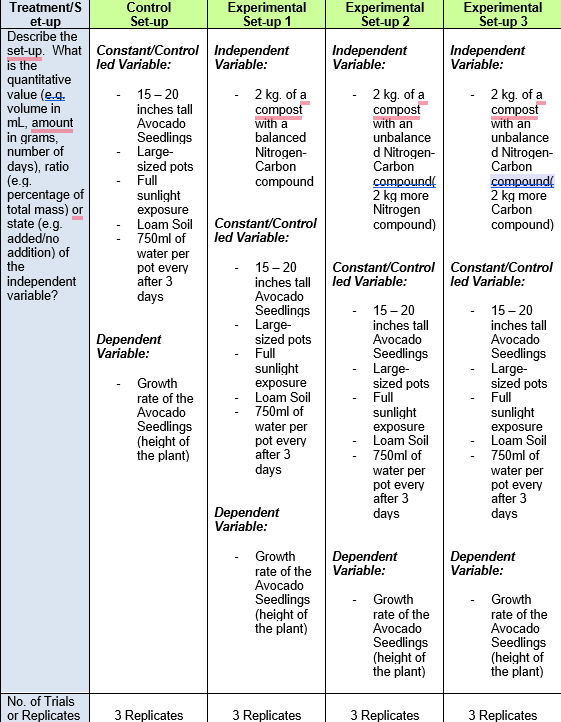 Treatment/S
et-up
Control
Set-up
Experimental
Set-up 1
Experimental
Set-up 2
Experimental
Set-up 3
Describe the
set-up. What
is the
quantitative
value (e.g.
volume in
mL, amount
in grams,
number of
days), ratio
(e.g.
percentage of
total mass) or
state (e.g.
added/no
addition) of
the
independent
variable?
Constant/Control
led Variable:
- 15 – 20
inches tall
Avocado
Seedlings
- Large-
sized pots
- Full
sunlight
exposure
- Loam Soil
- 750ml of
water per
pot every
after 3
days
Dependent
Variable:
- Growth
rate of the
Avocado
Seedlings
(height of
the plant)
Independent
Variable:
- 2 kg. of a
compost
with a
balanced
Nitrogen-
Carbon
compound
Constant/Control
led Variable:
- 15 – 20
inches tall
Avocado
Seedlings
- Large-
sized pots
- Full
sunlight
exposure
- Loam Soil
- 750ml of
water per
pot every
after 3
days
Dependent
Variable:
- Growth
rate of the
Avocado
Seedlings
(height of
the plant)
Independent
Variable:
- 2 kg. of a
compost
with an
unbalance
d Nitrogen-
Carbon
compound(
2 kg more
Nitrogen
compound)
Constant/Control
led Variable:
- 15 – 20
inches tall
Avocado
Seedlings
- Large-
sized pots
- Full
sunlight
exposure
- Loam Soil
- 750ml of
water per
pot every
after 3
days
Dependent
Variable:
- Growth
rate of the
Avocado
Seedlings
(height of
the plant)
Independent
Variable:
- 2 kg. of a
compost
with an
unbalance
d Nitrogen-
Carbon
compound(
2 kg more
Carbon
compound)
Constant/Control
led Variable:
- 15 – 20
inches tall
Avocado
Seedlings
- Large-
sized pots
- Full
sunlight
exposure
- Loam Soil
- 750ml of
water per
pot every
after 3
days
Dependent
Variable:
- Growth
rate of the
Avocado
Seedlings
(height of
the plant)
No. of Trials
or Replicates
3 Replicates
3 Replicates
3 Replicates
3 Replicates